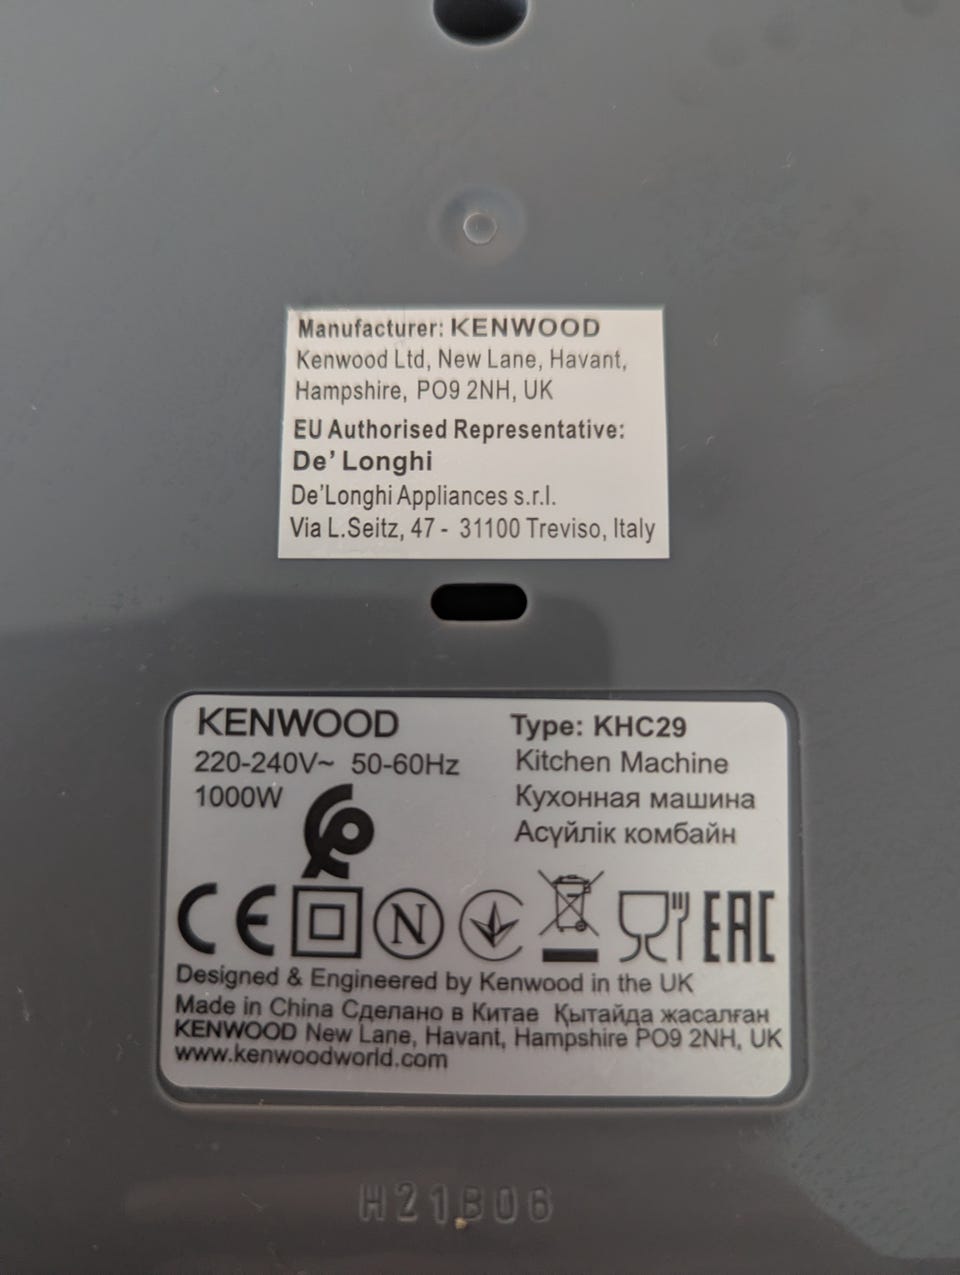 Manufacturer: KENWOOD
Kenwood Ltd, New Lane, Havant,
Hampshire, PO9 2NH, UK
EU Authorised Representative:
De' Longhi
De'Longhi Appliances s.r.l.
Via L.Seitz, 47 - 31100 Treviso, Italy
KENWOOD
220-240V~ 50-60Hz
1000W
Type: KHC29
Kitchen Machine
Кухонная машина
Асүйлік комбайн
CE N EAC
Designed & Engineered by Kenwood in the UK
Made in China Сделано в Китае Қытайда жасалған
KENWOOD New Lane, Havant, Hampshire PO9 2NH, UK
www.kenwoodworld.com
H21B06